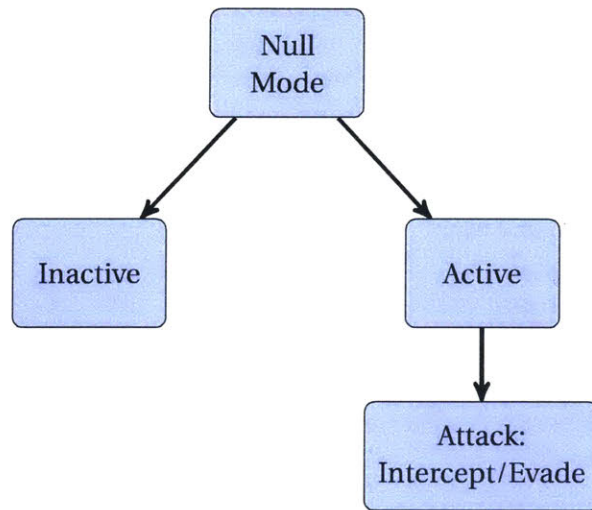 Null
Mode
Inactive
Active
Attack:
Intercept/Evade